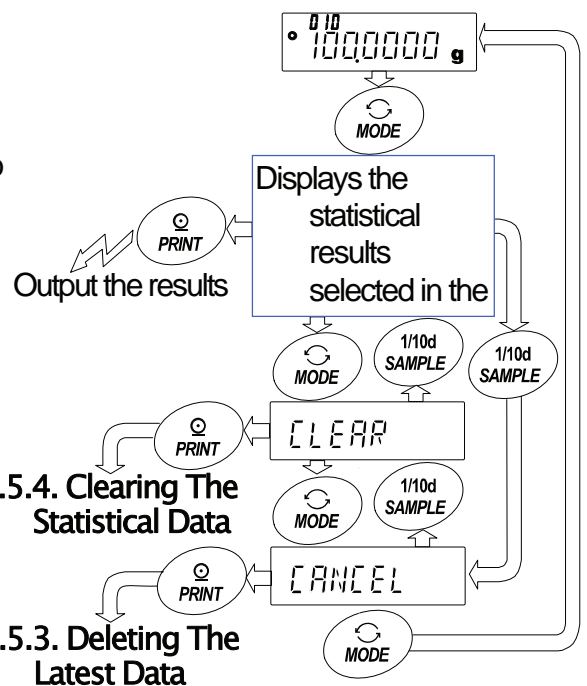 010
100.0000 g
MODE
Displays the
statistical
results
selected in the
PRINT
Output the results
MODE
1/10d
SAMPLE
1/10d
SAMPLE
PRINT
CLEAR
.5.4. Clearing The
Statistical Data
MODE
1/10d
SAMPLE
PRINT
CANCEL
.5.3. Deleting The
Latest Data
MODE